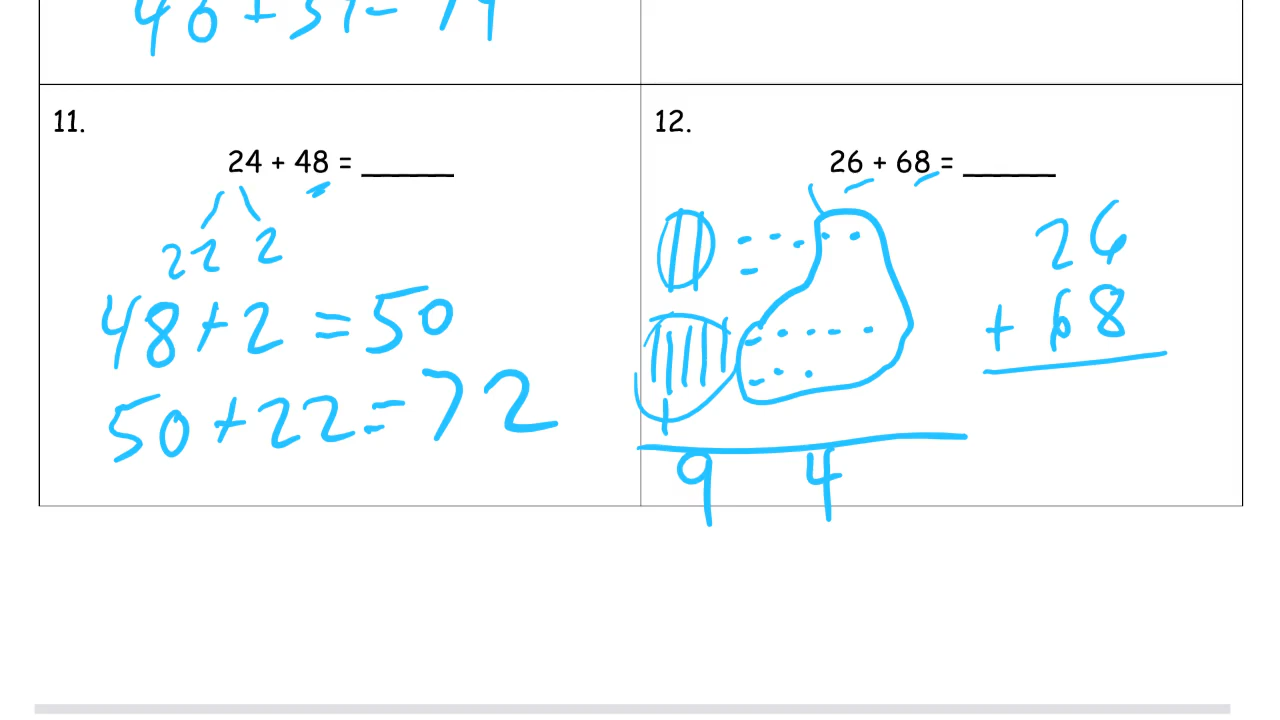 11.
24 + 48 = ______
22 2
48 + 2 = 50
50 + 22 = 72
12.
26 + 68 = ______
26
+ 68
9 4